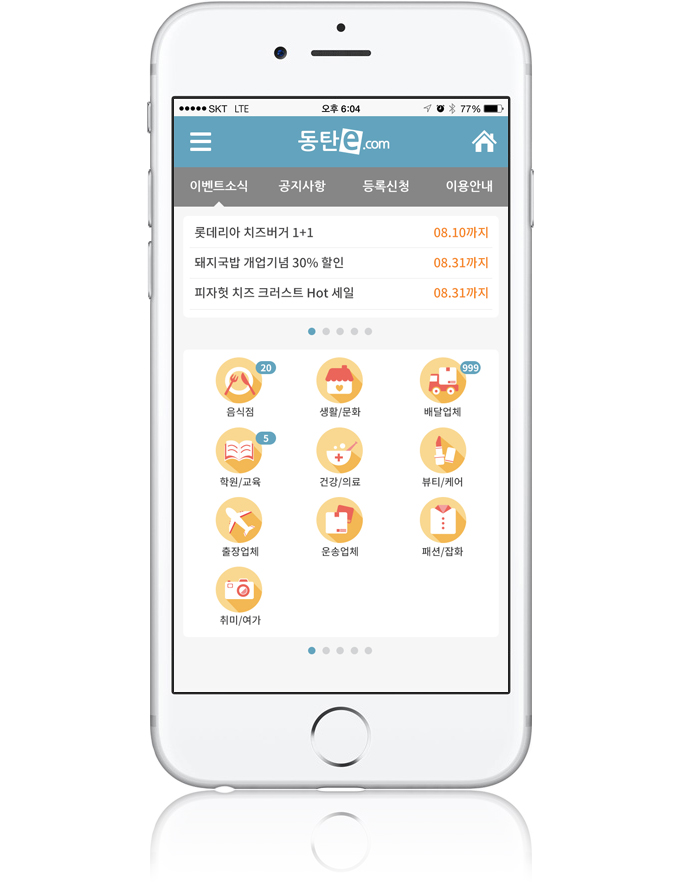 SKT LTE 오후 6:04 77%
동탄e.com
이벤트소식 공지사항 등록신청 이용안내
롯데리아 치즈버거 1+1 08.10까지
돼지국밥 개업기념 30% 할인 08.31까지
피자헛 치즈 크러스트 Hot 세일 08.31까지
20 999
음식점 생활/문화 배달업체
5
학원/교육 건강/의료 뷰티/케어
출장업체 운송업체 패션/잡화
취미/여가